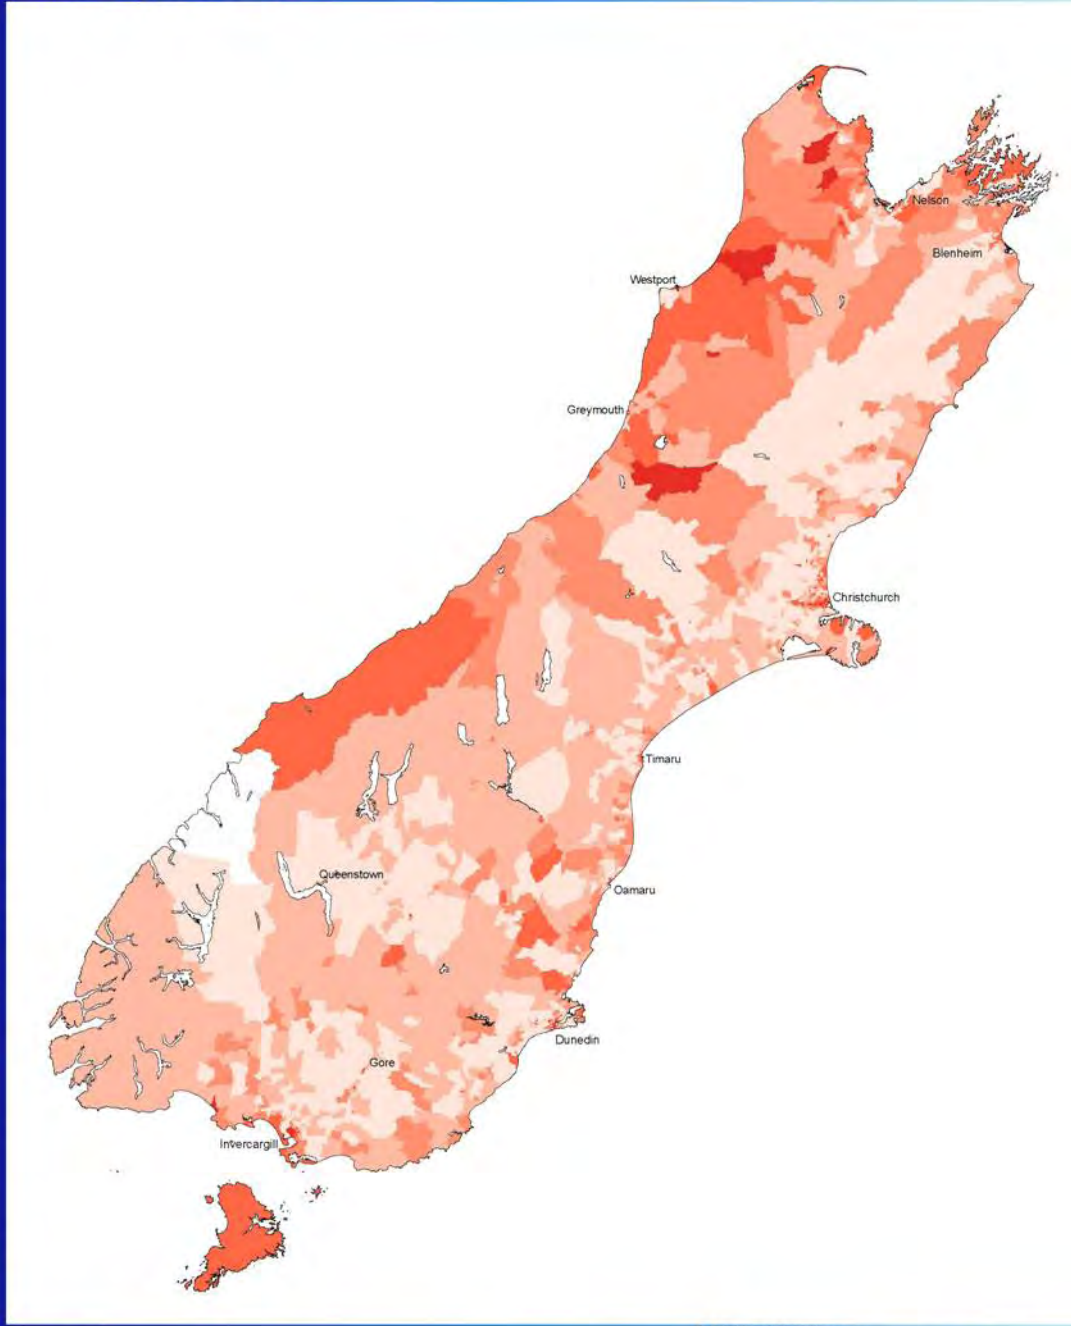 Nelson
Blenheim
Westport
Greymouth
Christchurch
Timaru
Queenstown
Oamaru
Dunedin
Gore
Invercargill